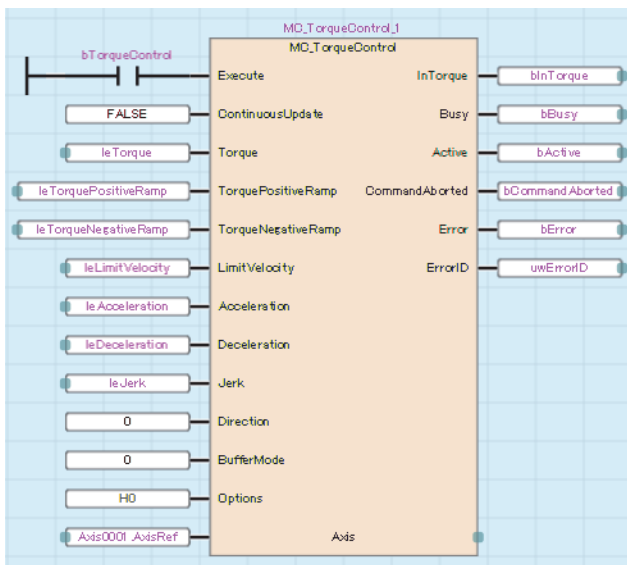 MC_TorqueControl_1
MC_TorqueControl
bTorqueControl
Execute InTorque bInTorque
FALSE ContinuousUpdate Busy bBusy
leTorque Torque Active bActive
leTorquePositiveRamp TorquePositiveRamp CommandAborted bCommandAborted
leTorqueNegativeRamp TorqueNegativeRamp Error bError
leLimitVelocity LimitVelocity ErrorID uwErrorID
leAcceleration Acceleration
leDeceleration Deceleration
leJerk Jerk
0 Direction
0 BufferMode
H0 Options
Axis0001.AxisRef Axis